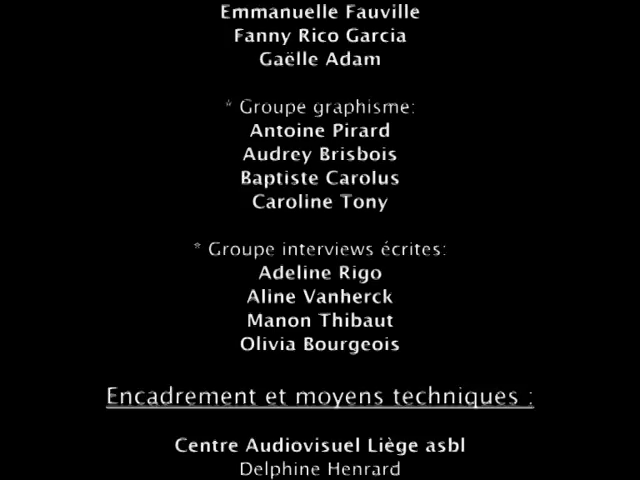 Emmanuelle Fauville
Fanny Rico Garcia
Gaëlle Adam
* Groupe graphisme:
Antoine Pirard
Audrey Brisbois
Baptiste Carolus
Caroline Tony
* Groupe interviews écrites:
Adeline Rigo
Aline Vanherck
Manon Thibaut
Olivia Bourgeois
Encadrement et moyens techniques :
Centre Audiovisuel Liège asbl
Delphine Henrard